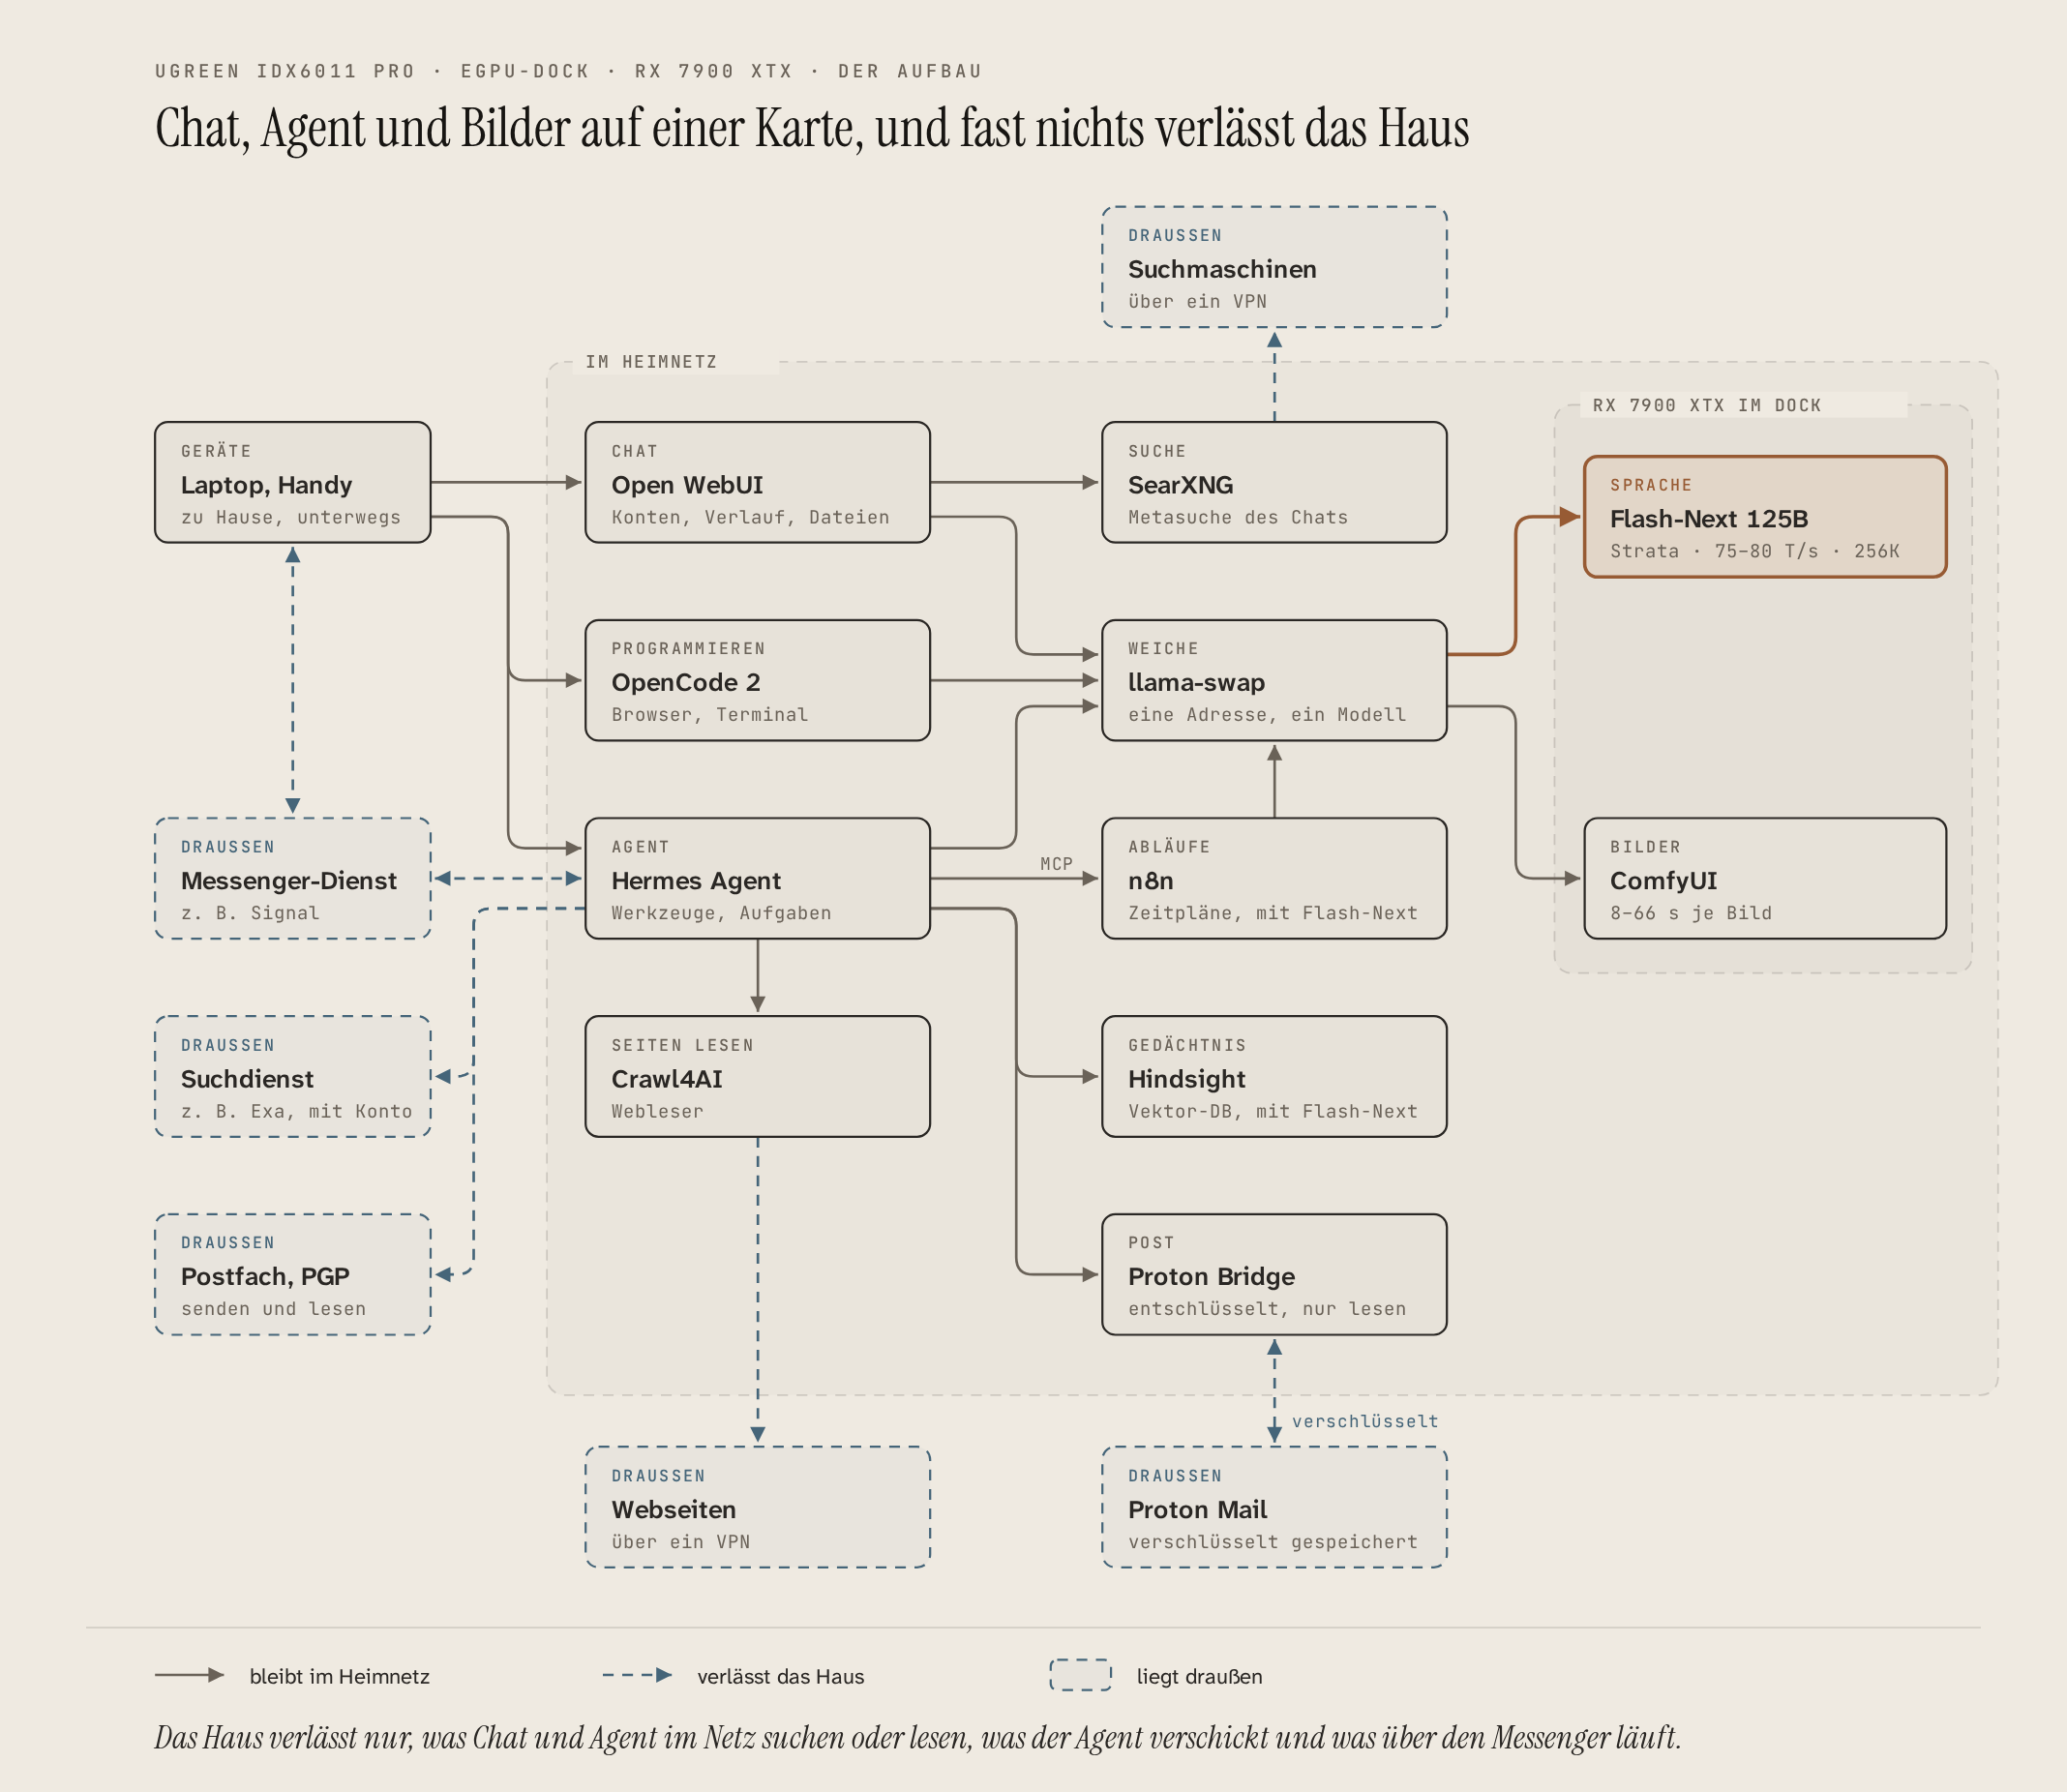 UGREEN IDX6011 PRO · EGPU-DOCK · RX 7900 XTX · DER AUFBAU
Chat, Agent und Bilder auf einer Karte, und fast nichts verlässt das Haus
DRAUSSEN
Suchmaschinen
über ein VPN
IM HEIMNETZ
RX 7900 XTX IM DOCK
GERÄTE
Laptop, Handy
zu Hause, unterwegs
CHAT
Open WebUI
Konten, Verlauf, Dateien
SUCHE
SearXNG
Metasuche des Chats
SPRACHE
Flash-Next 125B
Strata · 75–80 T/s · 256K
PROGRAMMIEREN
OpenCode 2
Browser, Terminal
WEICHE
llama-swap
eine Adresse, ein Modell
DRAUSSEN
Messenger-Dienst
z. B. Signal
AGENT
Hermes Agent
Werkzeuge, Aufgaben
MCP
ABLÄUFE
n8n
Zeitpläne, mit Flash-Next
BILDER
ComfyUI
8–66 s je Bild
DRAUSSEN
Suchdienst
z. B. Exa, mit Konto
SEITEN LESEN
Crawl4AI
Webleser
GEDÄCHTNIS
Hindsight
Vektor-DB, mit Flash-Next
DRAUSSEN
Postfach, PGP
senden und lesen
POST
Proton Bridge
entschlüsselt, nur lesen
verschlüsselt
DRAUSSEN
Webseiten
über ein VPN
DRAUSSEN
Proton Mail
verschlüsselt gespeichert
bleibt im Heimnetz
verlässt das Haus
liegt draußen
Das Haus verlässt nur, was Chat und Agent im Netz suchen oder lesen, was der Agent verschickt und was über den Messenger läuft.